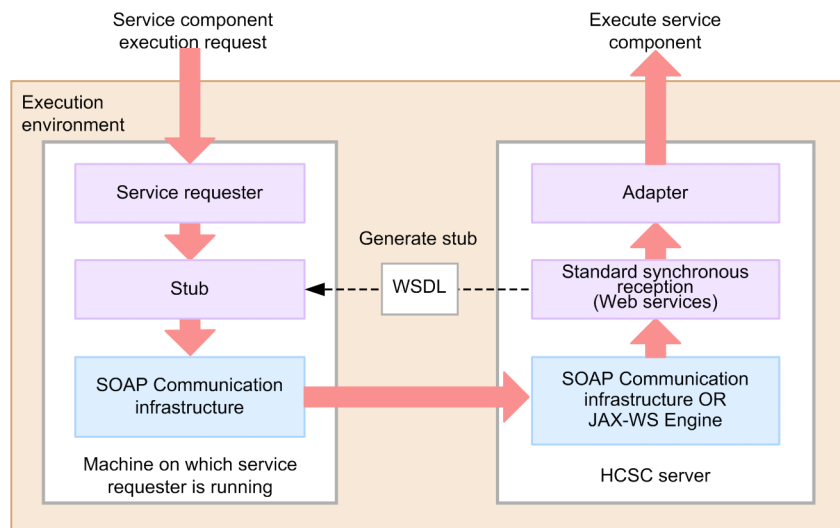 Service component
execution request
Execute service
component
Execution
environment
Service requester
Stub
SOAP Communication
infrastructure
Machine on which service
requester is running
Generate stub
WSDL
Adapter
Standard synchronous
reception
(Web services)
SOAP Communication
infrastructure OR
JAX-WS Engine
HCSC server